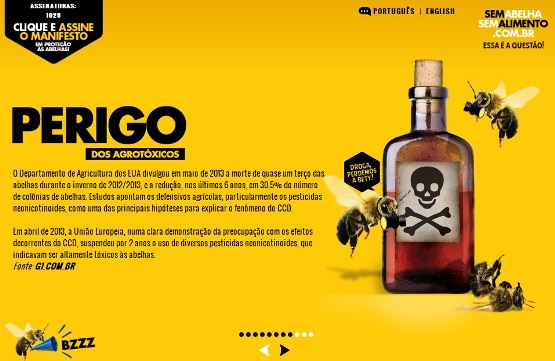 ASSINATURAS:
1028
CLIQUE E ASSINE
O MANIFESTO
EM PROTEÇÃO
ÀS ABELHAS!
PORTUGUÊS | ENGLISH
SEMABELHA
SEMALIMENTO
.COM.BR
ESSA É A QUESTÃO!
PERIGO
DOS AGROTÓXICOS
O Departamento de Agricultura dos EUA divulgou em maio de 2013 a morte de quase um terço das
abelhas durante o inverno de 2012/2013, e a redução, nos últimos 6 anos, em 30,5% do número
de colônias de abelhas. Estudos apontam os defensivos agrícolas, particularmente os pesticidas
neonicotinoides, como uma das principais hipóteses para explicar o fenômeno do CCD.
Em abril de 2013, a União Europeia, numa clara demonstração da preocupação com os efeitos
decorrentes do CCD, suspendeu por 2 anos o uso de diversos pesticidas neonicotinoides, que
indicavam ser altamente tóxicos às abelhas.
Fonte: G1.COM.BR
DROGA,
PERDEMOS
A BETY!
BZZZ